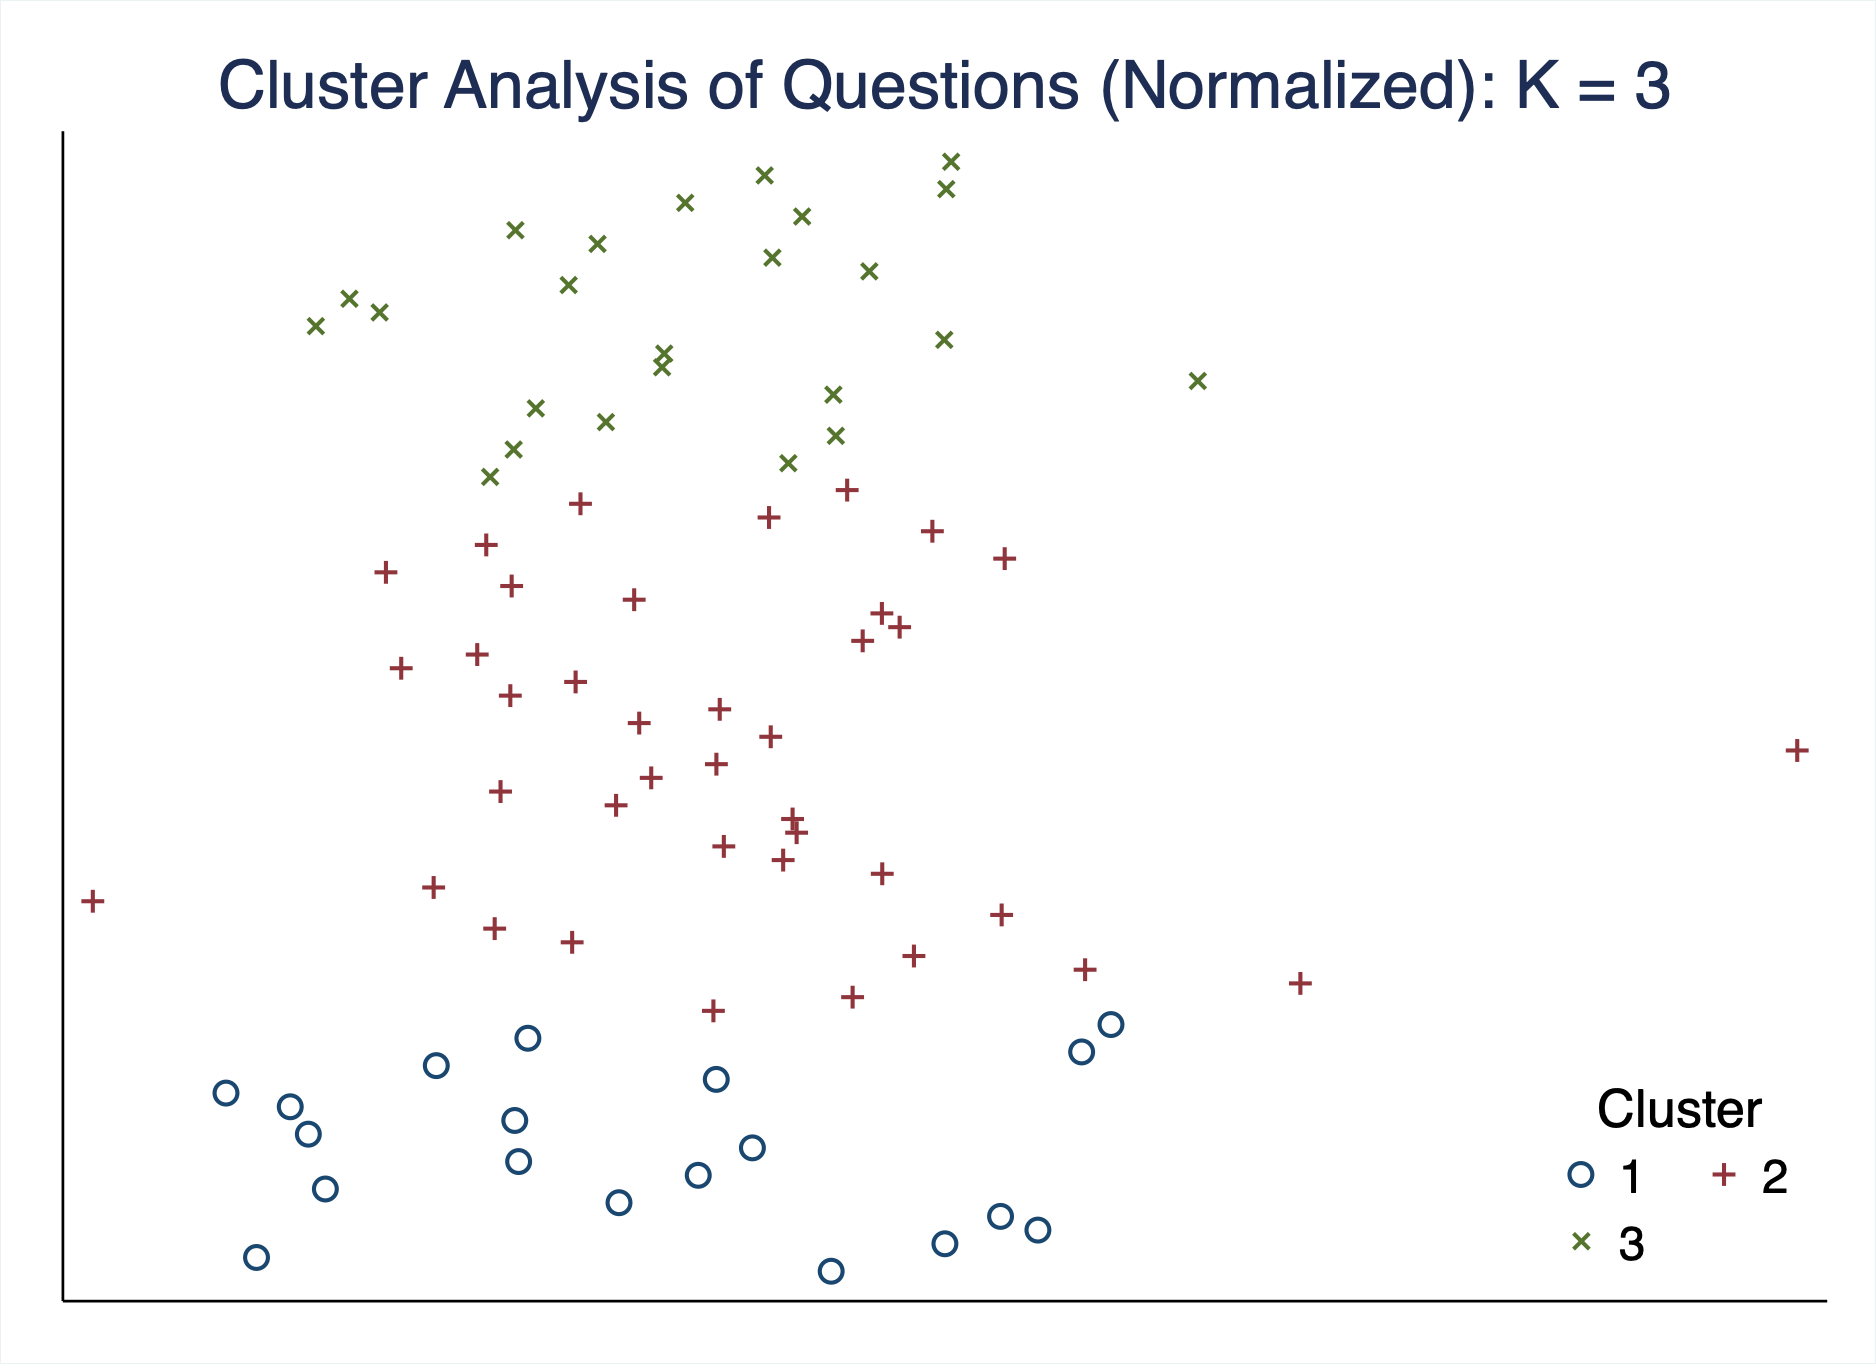 Cluster Analysis of Questions (Normalized): K = 3
Cluster
1 2
3